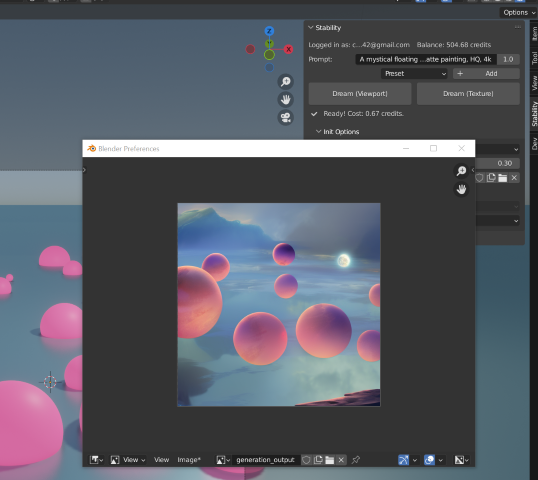 Options
Stability
Logged in as: c...42@gmail.com Balance: 504.68 credits
Prompt: A mystical floating ...atte painting, HQ, 4k 1.0
Preset + Add
Dream (Viewport) Dream (Texture)
Ready! Cost: 0.67 credits.
Init Options
Item
Tool
View
Stability
Dev
Blender Preferences
0.30
View View Image* generation_output